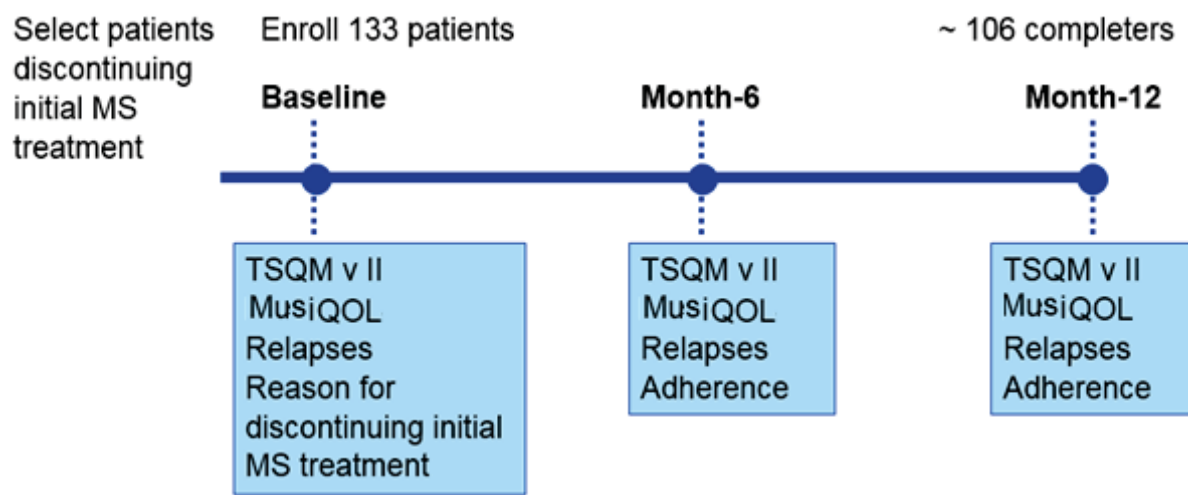 Select patients
discontinuing
initial MS
treatment
Enroll 133 patients
~ 106 completers
Baseline
Month-6
Month-12
TSQM v II
MusiQOL
Relapses
Reason for
discontinuing initial
MS treatment
TSQM v II
MusiQOL
Relapses
Adherence
TSQM v II
MusiQOL
Relapses
Adherence